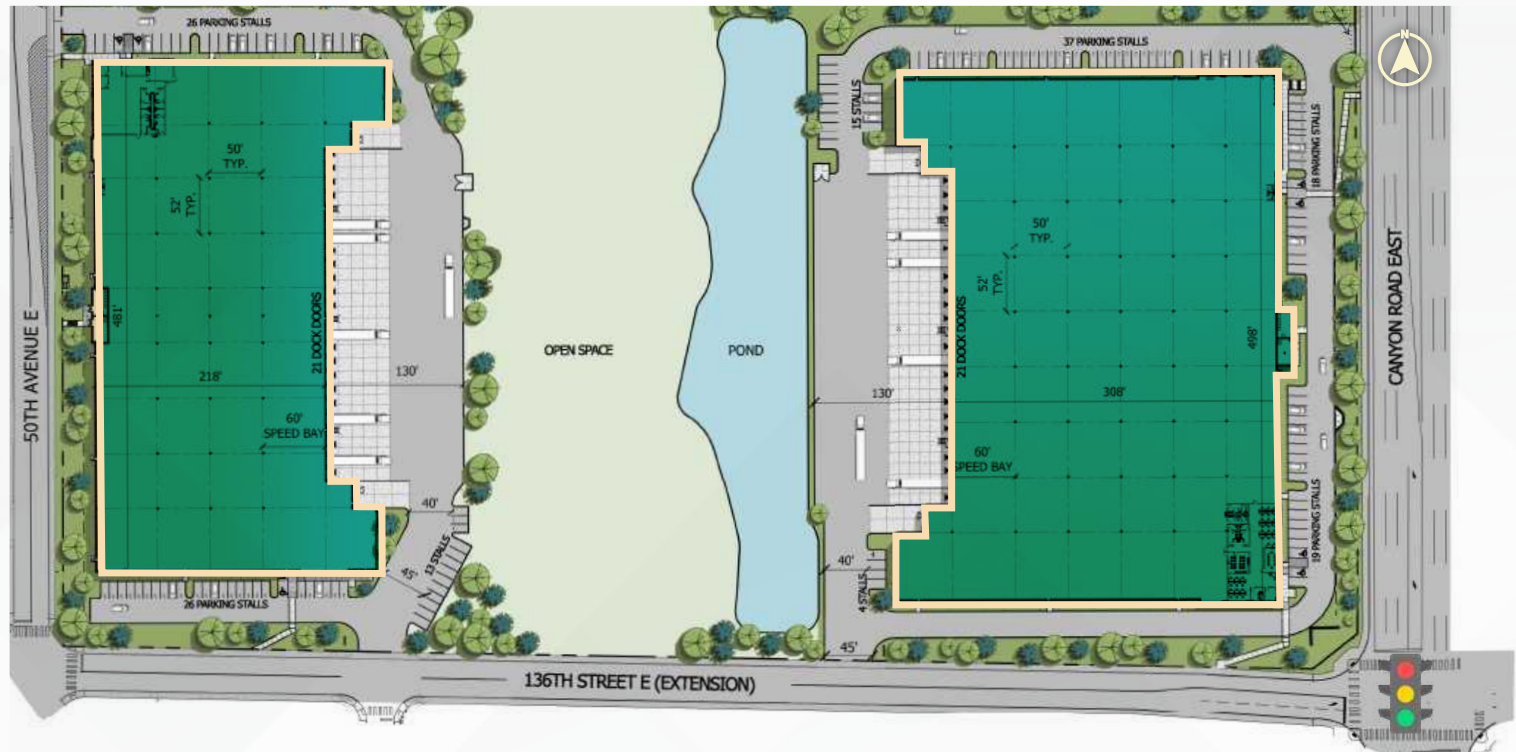 26 PARKING STALLS
37 PARKING STALLS
N
15 STALLS
18 PARKING STALLS
50'
TYP.
52'
TYP.
50'
TYP.
52'
TYP.
481'
21 DOCK DOORS
218'
130'
60'
SPEED BAY
OPEN SPACE
POND
130'
21 DOCK DOORS
308'
498'
60'
SPEED BAY
50TH AVENUE E
CANYON ROAD EAST
40'
45'
13 STALLS
26 PARKING STALLS
40'
4 STALLS
45'
19 PARKING STALLS
136TH STREET E (EXTENSION)